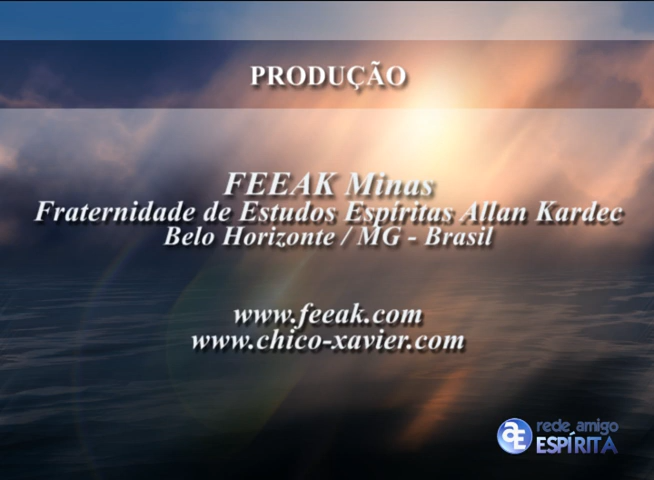 PRODUÇÃO
FEEAK Minas
Fraternidade de Estudos Espíritas Allan Kardec
Belo Horizonte / MG - Brasil
www.feeak.com
www.chico-xavier.com
rede amigo
ESPÍRITA